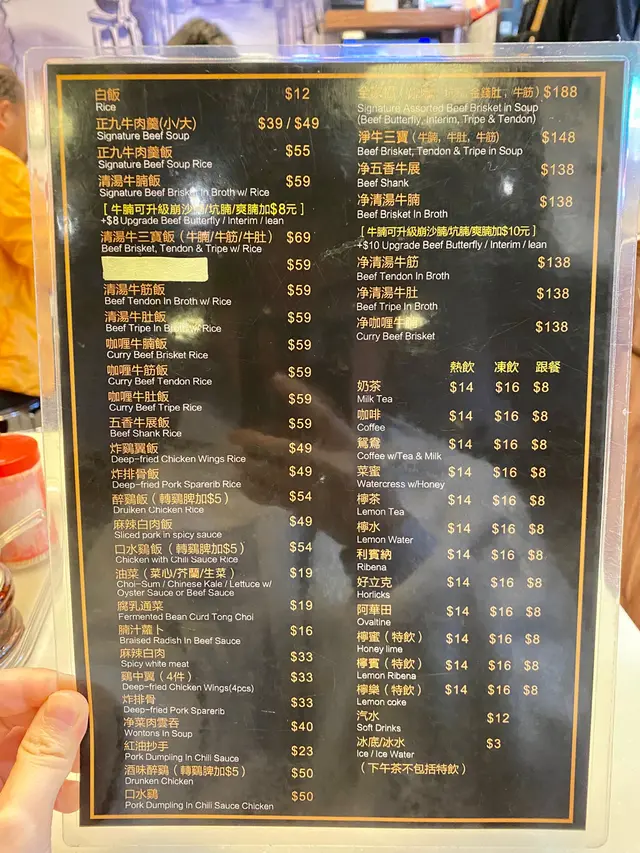 白飯 $12
Rice
正九牛肉羹(小/大) $39 / $49
Signature Beef Soup
正九牛肉羹飯 $55
Signature Beef Soup Rice
清湯牛腩飯 $59
Signature Beef Brisket In Broth w/ Rice
[ 牛腩可升級崩沙腩/坑腩/爽腩加$8元 ]
+$8 Upgrade Beef Butterfly / Interim / lean
清湯牛三寶飯（牛腩/牛筋/牛肚） $69
Beef Brisket, Tendon & Tripe w/ Rice
$59
清湯牛筋飯 $59
Beef Tendon In Broth w/ Rice
清湯牛肚飯 $59
Beef Tripe In Broth w/ Rice
咖喱牛腩飯 $59
Curry Beef Brisket Rice
咖喱牛筋飯 $59
Curry Beef Tendon Rice
咖喱牛肚飯 $59
Curry Beef Tripe Rice
五香牛展飯 $59
Beef Shank Rice
炸鷄翼飯 $49
Deep-fried Chicken Wings Rice
炸排骨飯 $49
Deep-fried Pork Sparerib Rice
醉鷄飯（轉鷄脾加$5） $54
Druiken Chicken Rice
麻辣白肉飯 $49
Sliced pork in spicy sauce
口水鷄飯（轉鷄脾加$5） $54
Chicken with Chili Sauce Rice
油菜（菜心/芥蘭/生菜） $19
Choi-Sum / Chinese Kale / Lettuce w/
Oyster Sauce or Beef Sauce
腐乳通菜 $19
Fermented Bean Curd Tong Choi
腩汁蘿卜 $16
Braised Radish In Beef Sauce
麻辣白肉 $33
Spicy white meat
鷄中翼（4件） $33
Deep-fried Chicken Wings(4pcs)
炸排骨 $33
Deep-fried Pork Sparerib
净菜肉雲吞 $40
Wontons In Soup
紅油抄手 $23
Pork Dumpling In Chili Sauce
酒味醉鷄（轉鷄脾加$5） $50
Drunken Chicken
口水鷄 $50
Pork Dumpling In Chili Sauce Chicken
金錢肚，牛筋）$188
Signature Assorted Beef Brisket in Soup
(Beef Butterfly, Interim, Tripe & Tendon)
淨牛三寶（牛腩，牛肚，牛筋） $148
Beef Brisket, Tendon & Tripe in Soup
净五香牛展 $138
Beef Shank
净清湯牛腩 $138
Beef Brisket In Broth
[ 牛腩可升級崩沙腩/坑腩/爽腩加$10元 ]
+$10 Upgrade Beef Butterfly / Interim / lean
净清湯牛筋 $138
Beef Tendon In Broth
净清湯牛肚 $138
Beef Tripe In Broth
净咖喱牛腩 $138
Curry Beef Brisket
熱飲 凍飲 跟餐
奶茶 $14 $16 $8
Milk Tea
咖啡 $14 $16 $8
Coffee
鴛鴦 $14 $16 $8
Coffee w/Tea & Milk
菜蜜 $14 $16 $8
Watercress w/Honey
檸茶 $14 $16 $8
Lemon Tea
檸水 $14 $16 $8
Lemon Water
利賓納 $14 $16 $8
Ribena
好立克 $14 $16 $8
Horlicks
阿華田 $14 $16 $8
Ovaltine
檸蜜（特飲） $14 $16 $8
Honey lime
檸賓（特飲） $14 $16 $8
Lemon Ribena
檸樂（特飲） $14 $16 $8
Lemon coke
汽水 $12
Soft Drinks
冰底/冰水 $3
Ice / Ice Water
（下午茶不包括特飲）